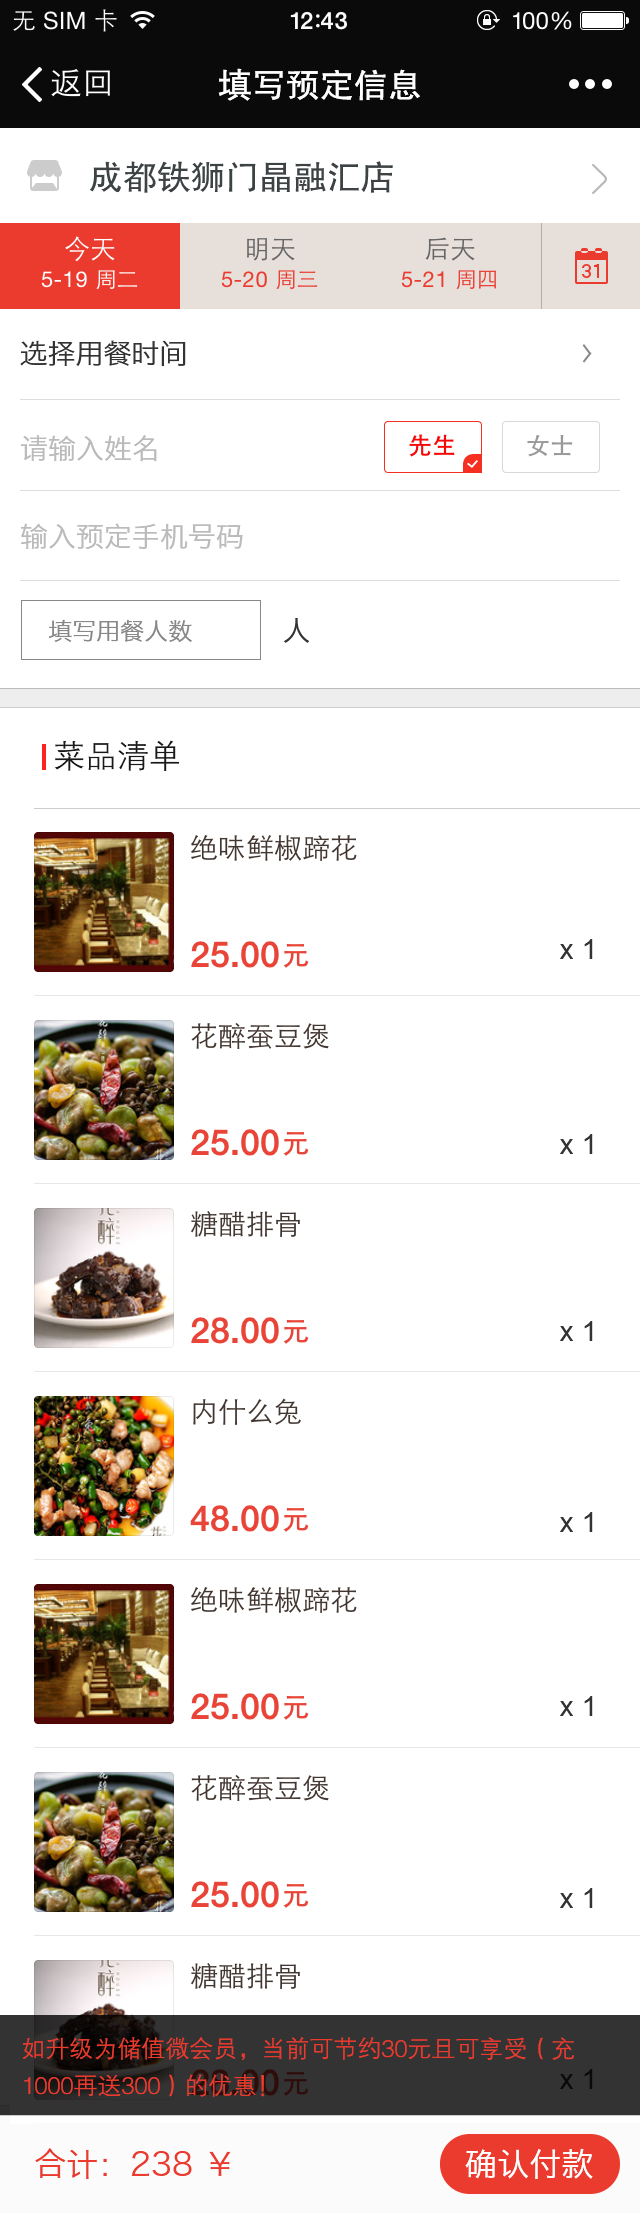 无 SIM 卡 12:43 100%
返回 填写预定信息
成都铁狮门晶融汇店
今天 明天 后天
5-19 周二 5-20 周三 5-21 周四 31
选择用餐时间
请输入姓名 先生 女士
输入预定手机号码
填写用餐人数 人
菜品清单
绝味鲜椒蹄花
25.00元 x 1
花醉蚕豆煲
25.00元 x 1
醉
糖醋排骨
28.00元 x 1
内什么兔
48.00元 x 1
绝味鲜椒蹄花
25.00元 x 1
花醉蚕豆煲
25.00元 x 1
醉
糖醋排骨
如升级为储值微会员，当前可节约30元且可享受（充
1000再送300）的优惠！
元 x 1
合计：238 ￥ 确认付款